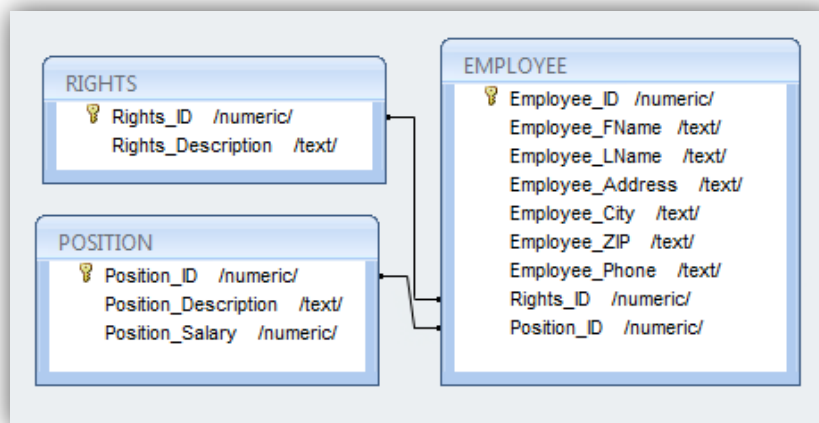 RIGHTS
Rights_ID /numeric/
Rights_Description /text/
POSITION
Position_ID /numeric/
Position_Description /text/
Position_Salary /numeric/
EMPLOYEE
Employee_ID /numeric/
Employee_FName /text/
Employee_LName /text/
Employee_Address /text/
Employee_City /text/
Employee_ZIP /text/
Employee_Phone /text/
Rights_ID /numeric/
Position_ID /numeric/